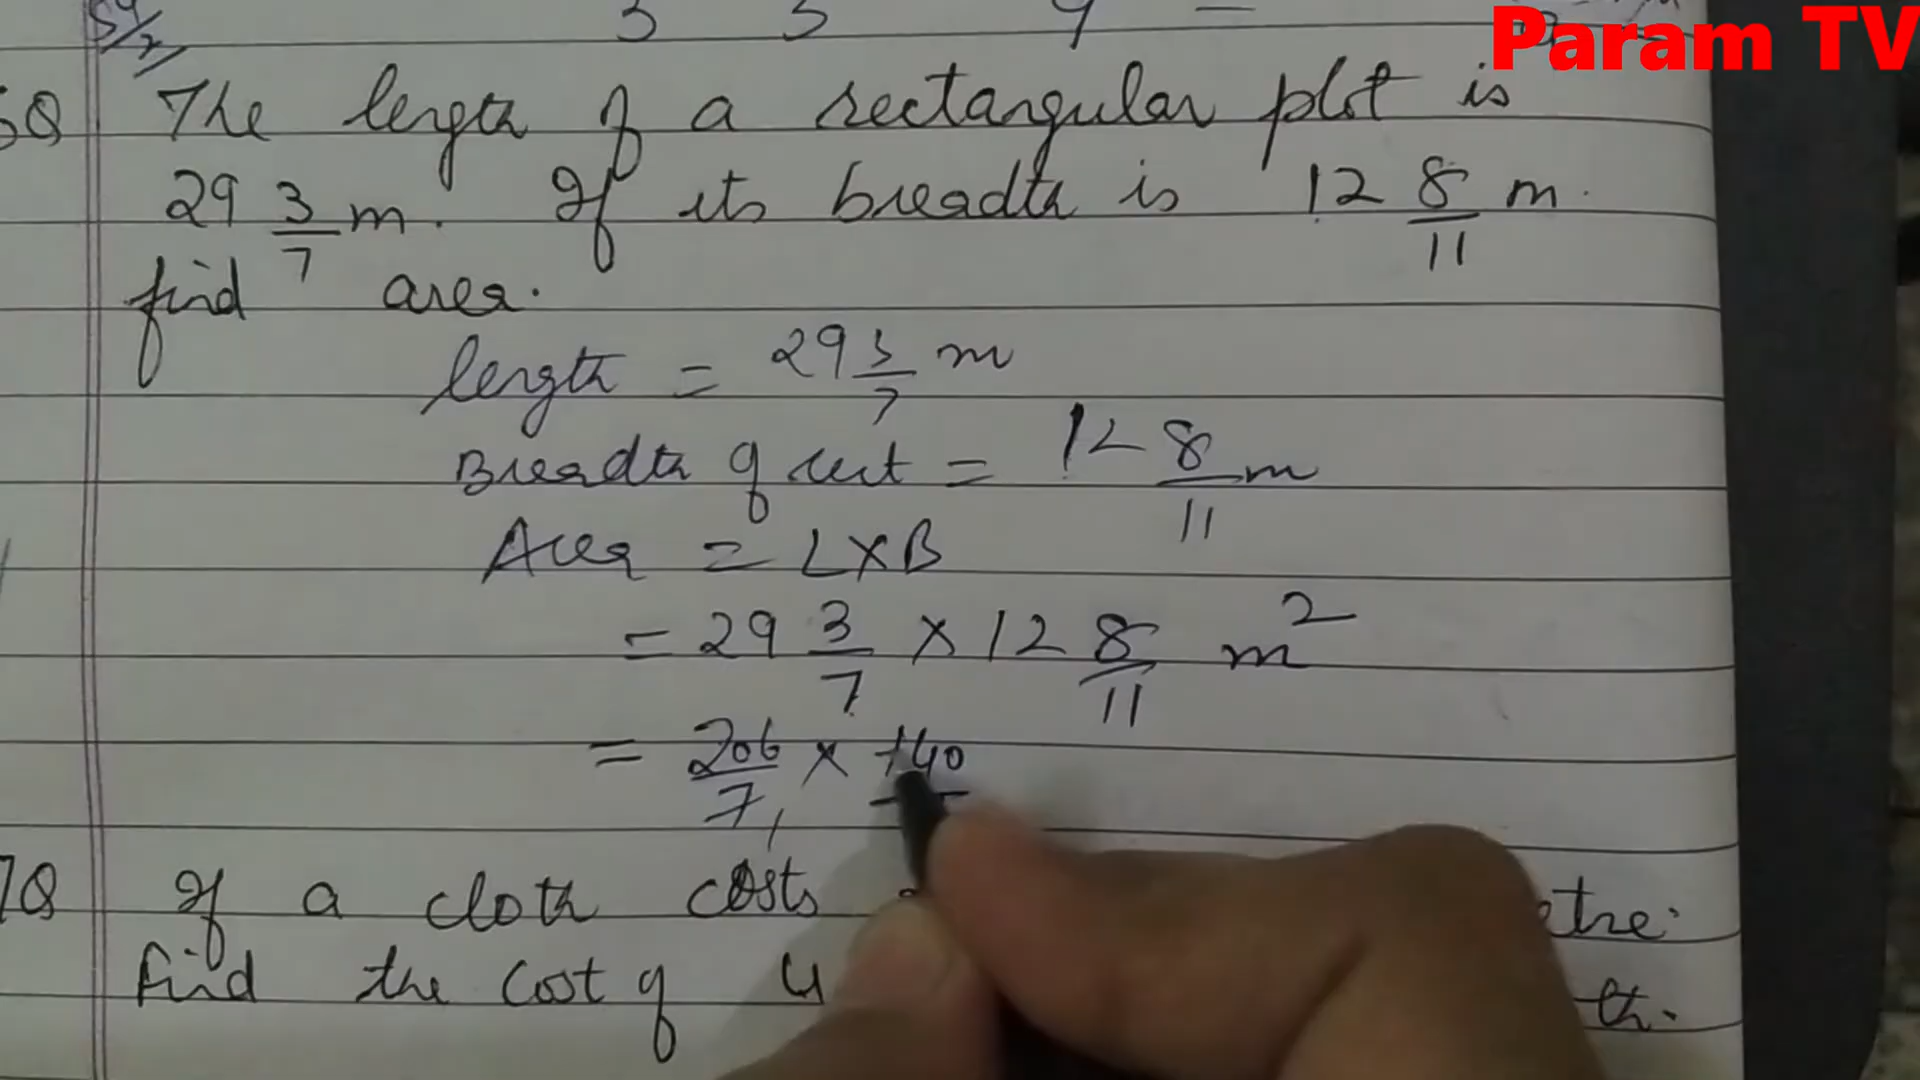 Param TV
The length of a rectangular plot is
29 3/7 m. If its breadth is 12 8/11 m.
find area.
length = 29 3/7 m
Breadth of rect = 12 8/11 m
Area = L×B
= 29 3/7 × 12 8/11 m²
= 206/7 × 140
7Q If a cloth costs
Find the cost of